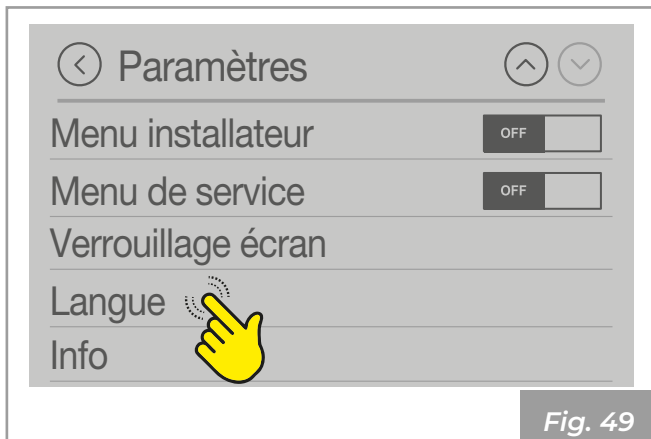 Paramètres
Menu installateur OFF
Menu de service OFF
Verrouillage écran
Langue
Info
Fig. 49